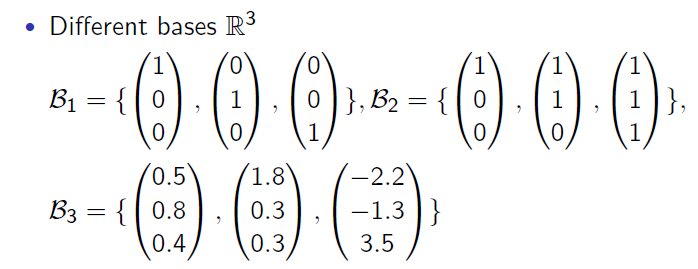 • Different bases ℝ³
ℬ₁ = { (1 0 0), (0 1 0), (0 0 1) }, ℬ₂ = { (1 0 0), (1 1 0), (1 1 1) },
ℬ₃ = { (0.5 0.8 0.4), (1.8 0.3 0.3), (−2.2 −1.3 3.5) }